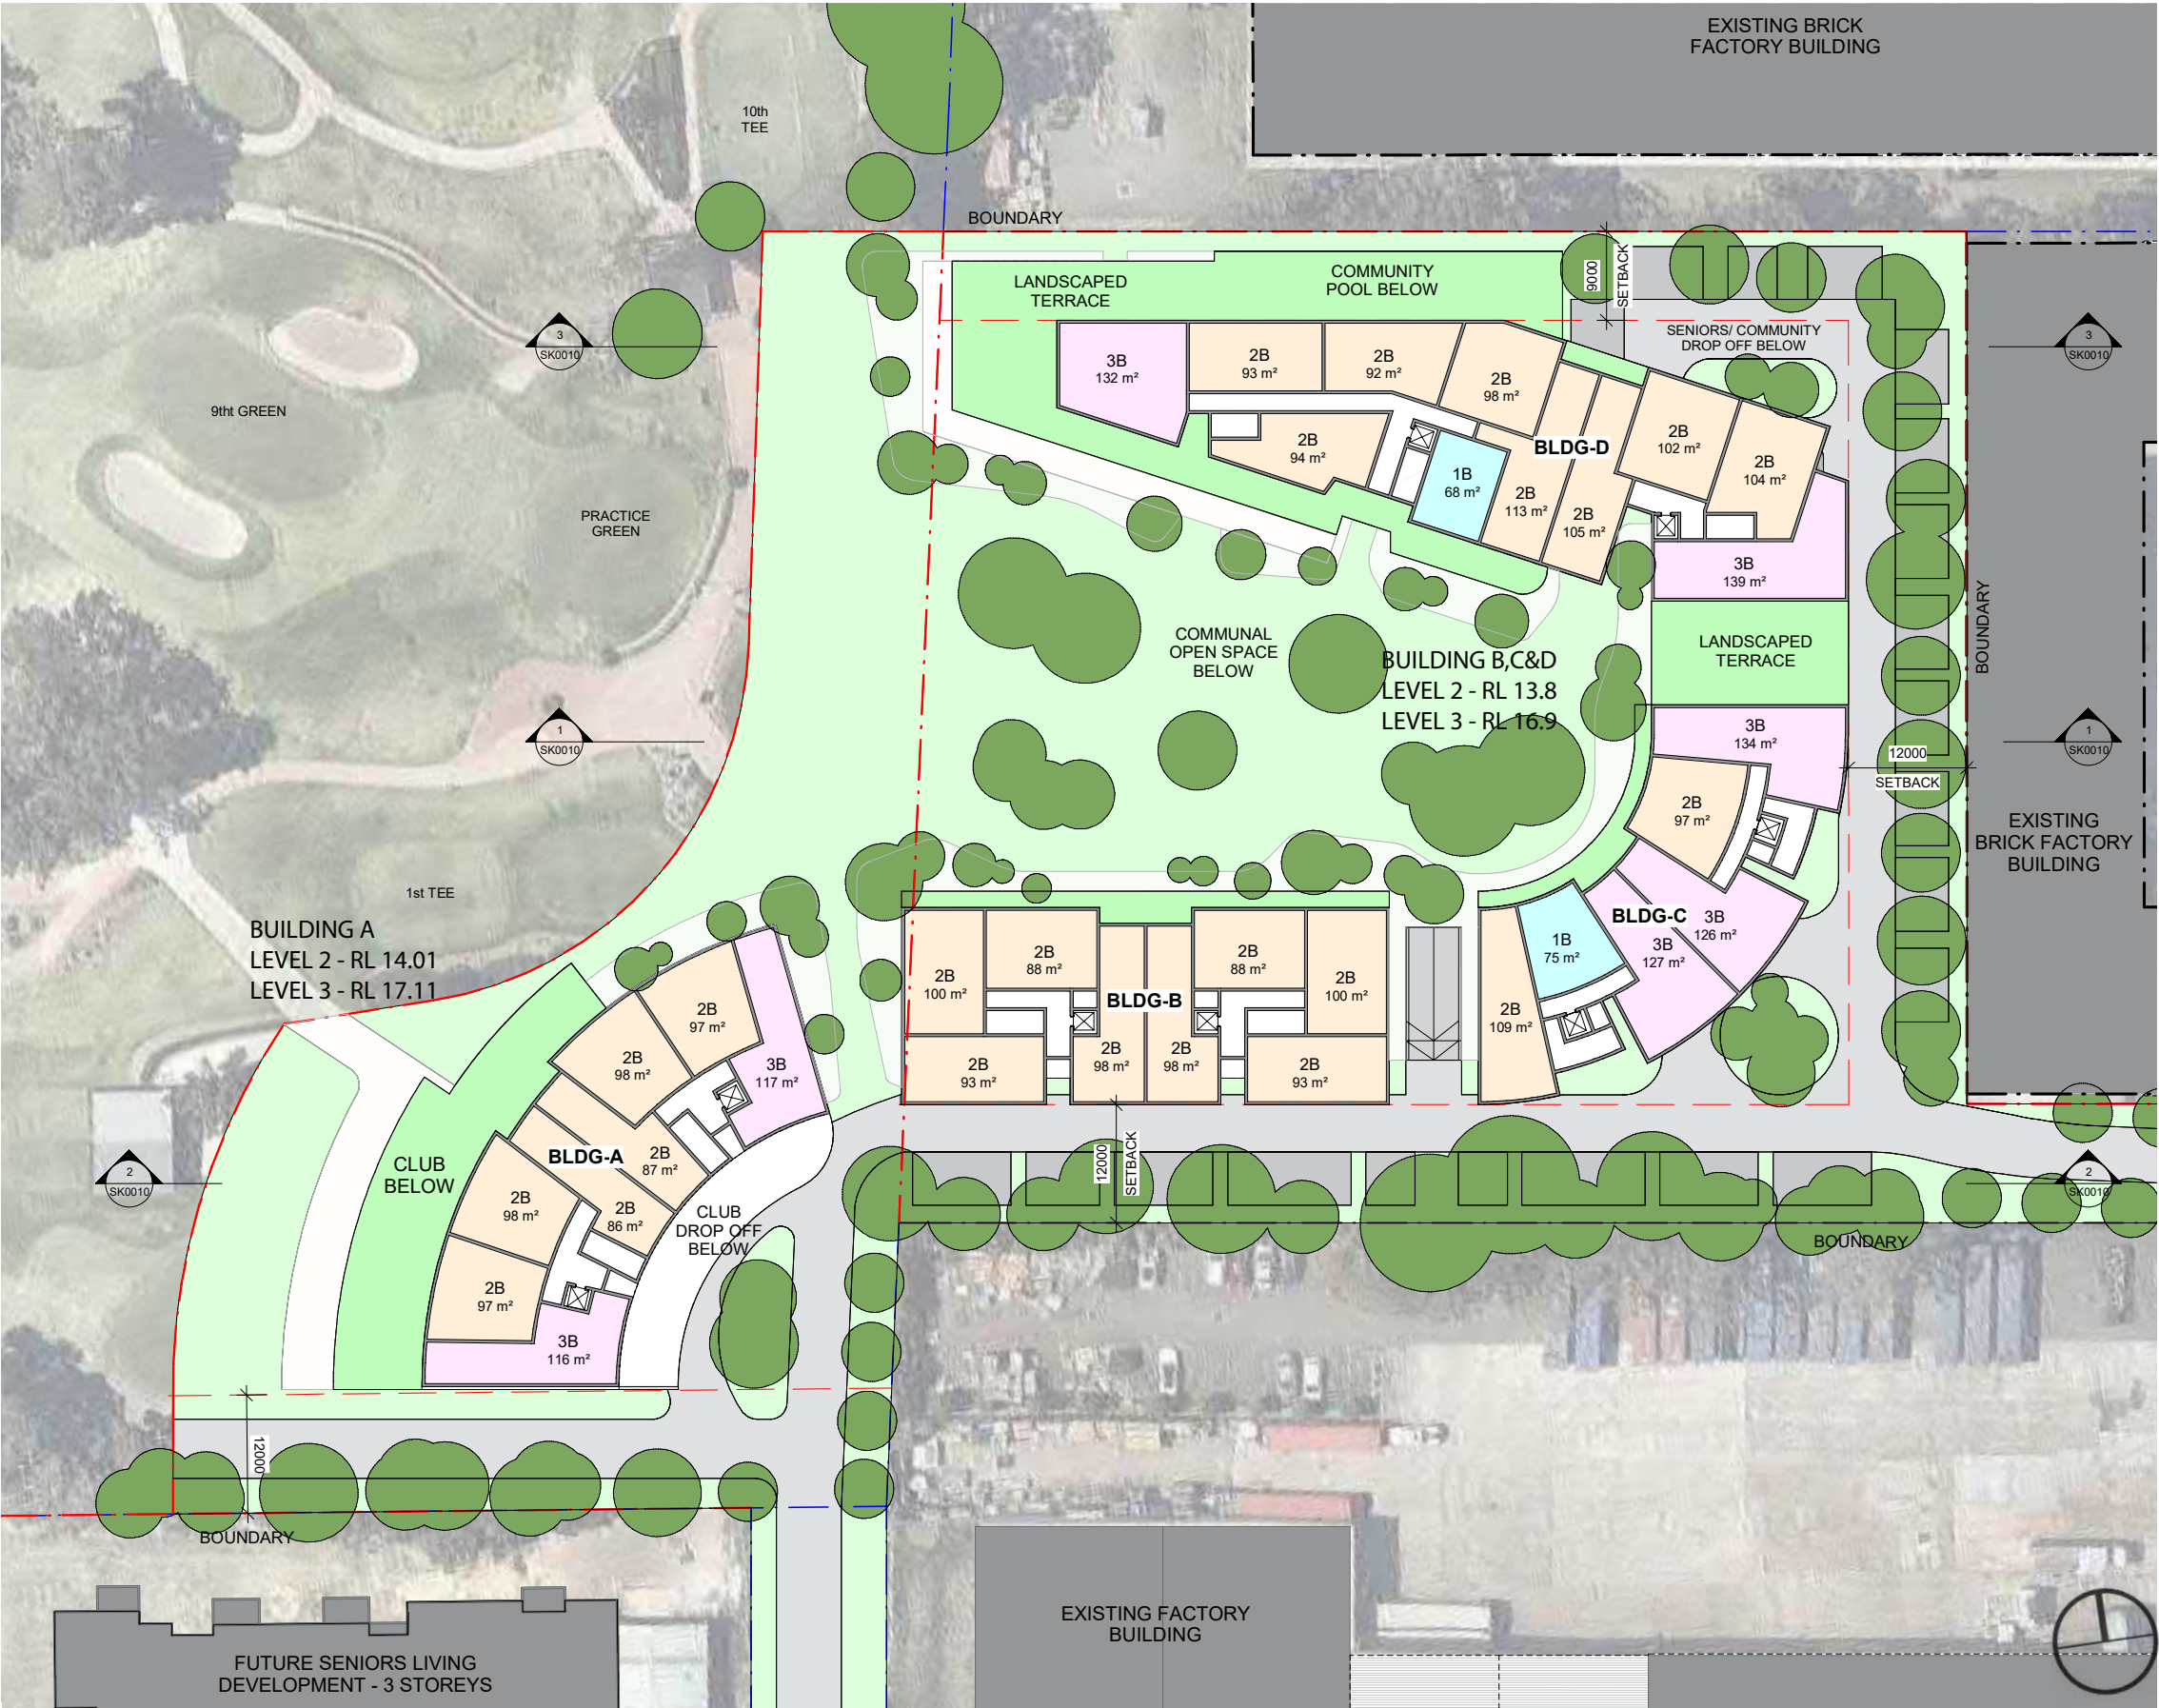 EXISTING BRICK
FACTORY BUILDING
10th
TEE
BOUNDARY
9000
SETBACK
LANDSCAPED
TERRACE
COMMUNITY
POOL BELOW
SENIORS/ COMMUNITY
DROP OFF BELOW
3
SK0010
3
SK0010
9tht GREEN
PRACTICE
GREEN
3B
132 m²
2B
93 m²
2B
92 m²
2B
98 m²
2B
94 m²
BLDG-D
1B
68 m²
2B
113 m²
2B
105 m²
2B
102 m²
2B
104 m²
3B
139 m²
BOUNDARY
LANDSCAPED
TERRACE
COMMUNAL
OPEN SPACE
BELOW
BUILDING B,C&D
LEVEL 2 - RL 13.8
LEVEL 3 - RL 16.9
1
SK0010
1
SK0010
3B
134 m²
12000
SETBACK
2B
97 m²
EXISTING
BRICK FACTORY
BUILDING
1st TEE
BUILDING A
LEVEL 2 - RL 14.01
LEVEL 3 - RL 17.11
BLDG-C
3B
126 m²
3B
127 m²
1B
75 m²
2B
109 m²
2B
100 m²
2B
88 m²
BLDG-B
2B
88 m²
2B
100 m²
2B
93 m²
2B
98 m²
2B
98 m²
2B
93 m²
2B
97 m²
2B
98 m²
3B
117 m²
BLDG-A
2B
87 m²
2B
86 m²
2B
98 m²
2B
97 m²
3B
116 m²
CLUB
BELOW
CLUB
DROP OFF
BELOW
12000
SETBACK
2
SK0010
2
SK0010
BOUNDARY
12000
BOUNDARY
EXISTING FACTORY
BUILDING
FUTURE SENIORS LIVING
DEVELOPMENT - 3 STOREYS